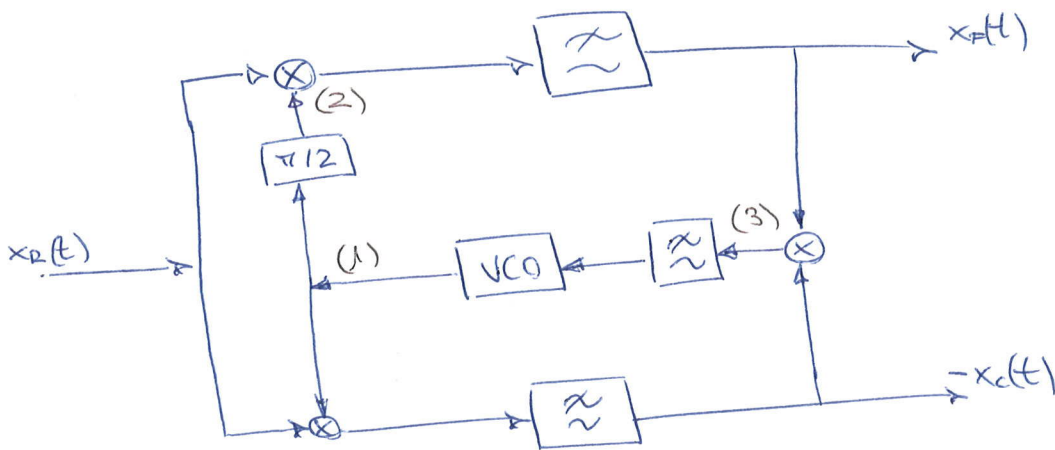 x_F(t)
(2)
π/2
x_R(t)
(1)
VCO
(3)
-x_c(t)